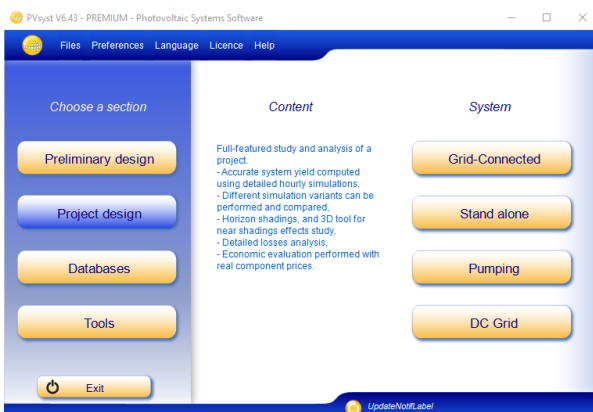 PVsyst V6.43 - PREMIUM - Photovoltaic Systems Software
Files Preferences Language Licence Help
Choose a section
Content
System
Preliminary design
Project design
Databases
Tools
Exit
Full-featured study and analysis of a
project.
- Accurate system yield computed
using detailed hourly simulations,
- Different simulation variants can be
performed and compared,
- Horizon shadings, and 3D tool for
near shadings effects study,
- Detailed losses analysis,
- Economic evaluation performed with
real component prices.
Grid-Connected
Stand alone
Pumping
DC Grid
UpdateNotifLabel